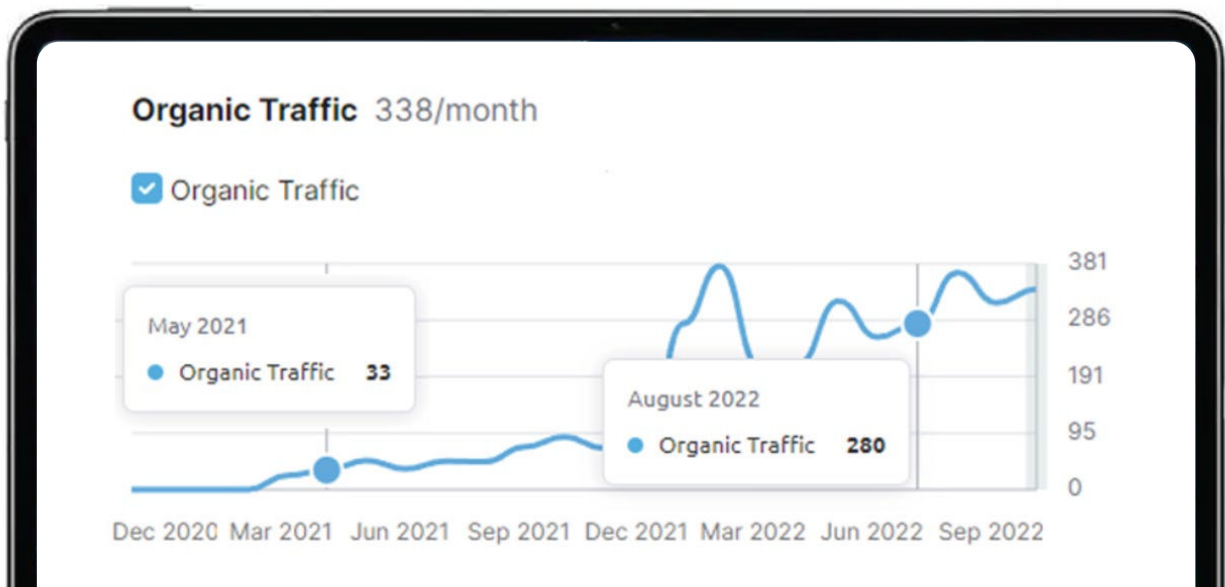 Organic Traffic 338/month
Organic Traffic
381
286
191
95
0
May 2021
Organic Traffic 33
August 2022
Organic Traffic 280
Dec 2020 Mar 2021 Jun 2021 Sep 2021 Dec 2021 Mar 2022 Jun 2022 Sep 2022